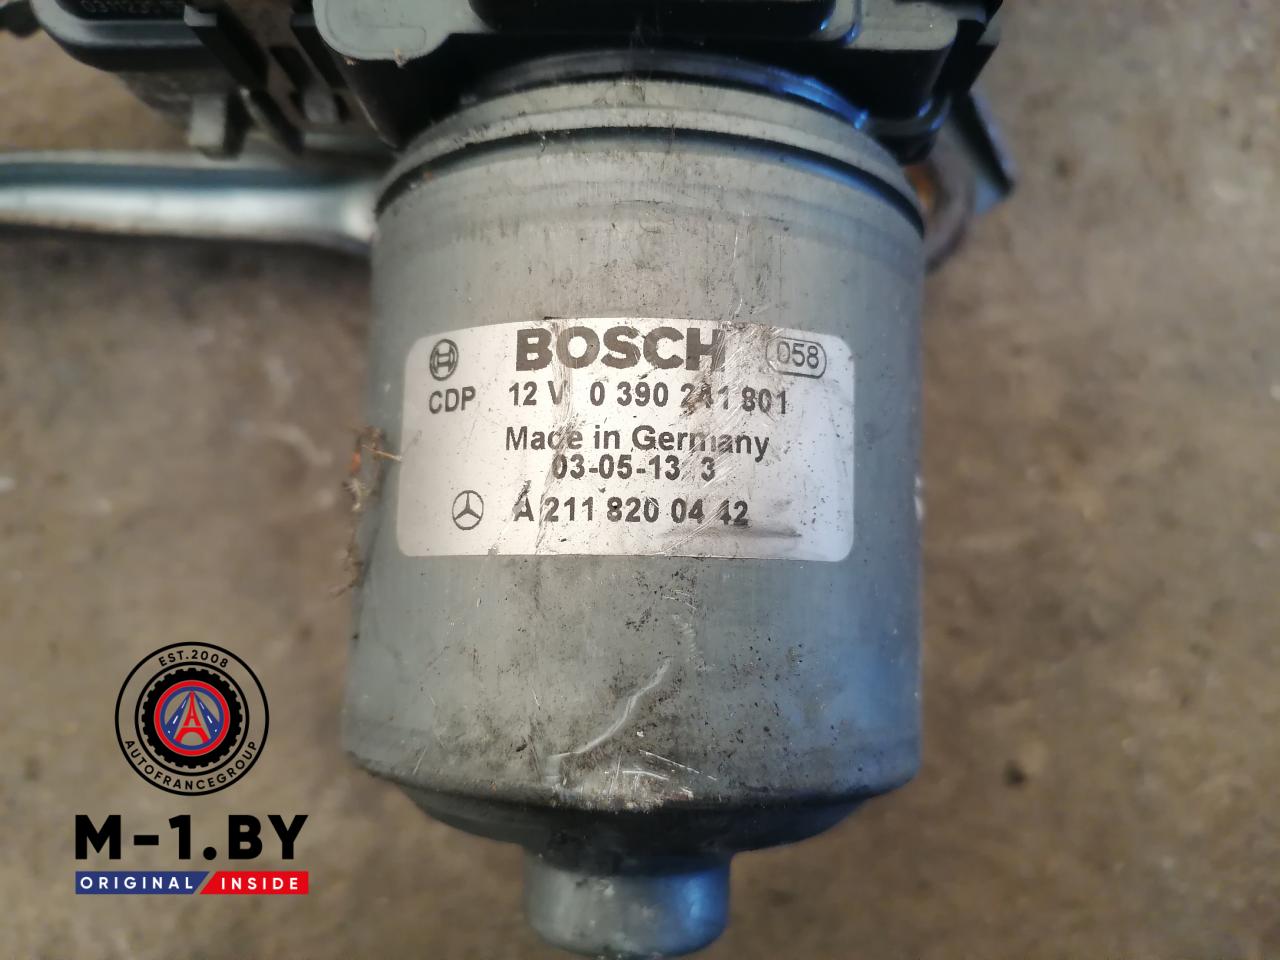 BOSCH 058
CDP 12 V 0 390 241 801
Made in Germany
03-05-13 3
A 211 820 04 42
EST.2008
AUTOFRANCEGROUP
M-1.BY
ORIGINAL / INSIDE